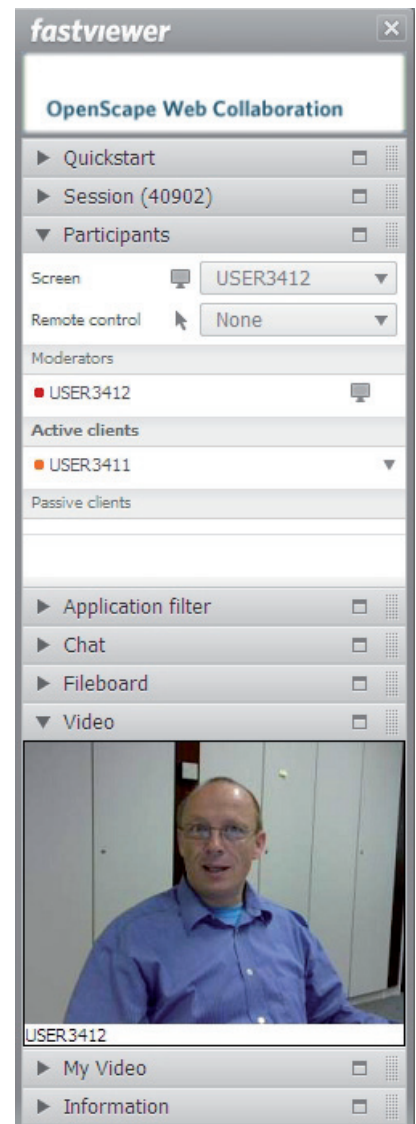 fastviewer
OpenScape Web Collaboration
Quickstart
Session (40902)
Participants
Screen USER3412
Remote control None
Moderators
USER3412
Active clients
USER3411
Passive clients
Application filter
Chat
Fileboard
Video
USER3412
My Video
Information